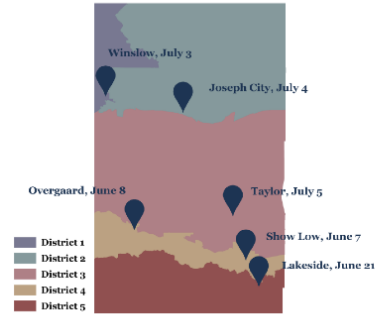 Winslow, July 3
Joseph City, July 4
Overgaard, June 8
Taylor, July 5
Show Low, June 7
Lakeside, June 21
District 1
District 2
District 3
District 4
District 5